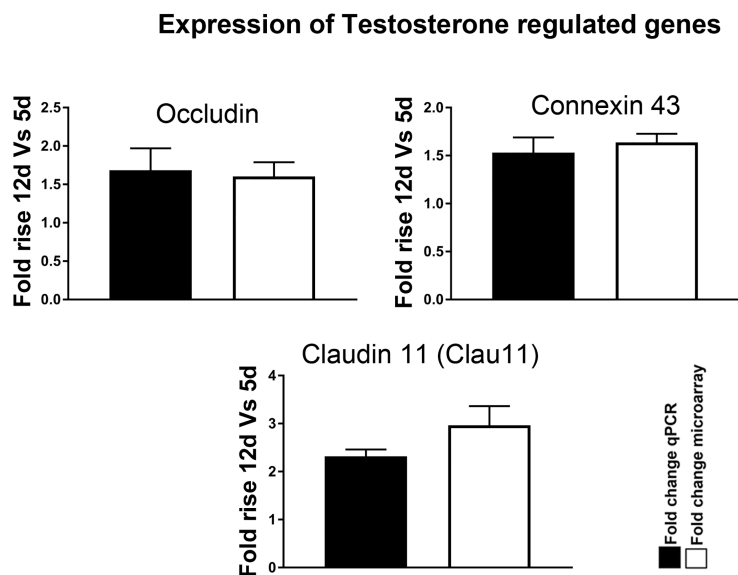 Expression of Testosterone regulated genes
Occludin
Fold rise 12d Vs 5d
2.5
2.0
1.5
1.0
0.5
0.0
Connexin 43
Fold rise 12d Vs 5d
2.0
1.5
1.0
0.5
0.0
Claudin 11 (Clau11)
Fold rise 12d Vs 5d
4
3
2
1
0
Fold change qPCR
Fold change microarray